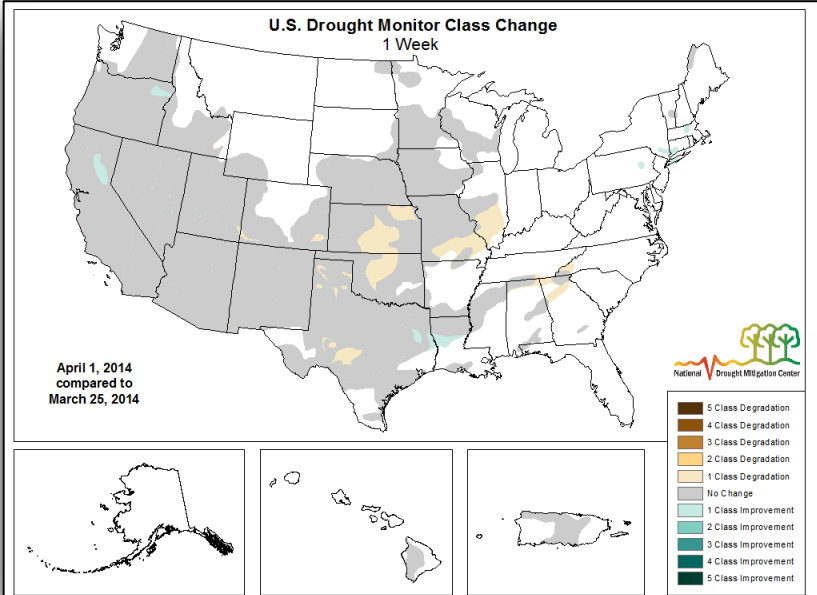 U.S. Drought Monitor Class Change
1 Week
April 1, 2014
compared to
March 25, 2014
National Drought Mitigation Center
5 Class Degradation
4 Class Degradation
3 Class Degradation
2 Class Degradation
1 Class Degradation
No Change
1 Class Improvement
2 Class Improvement
3 Class Improvement
4 Class Improvement
5 Class Improvement